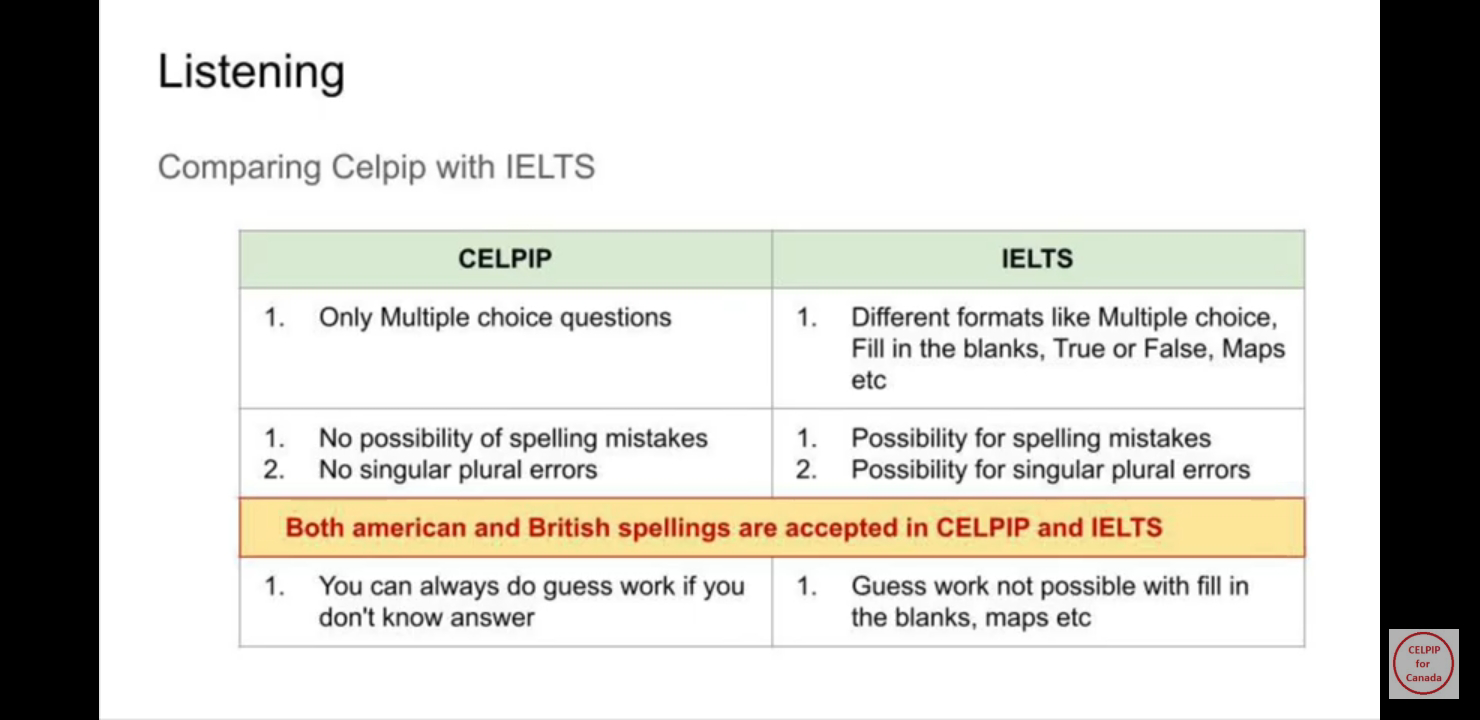 Listening
Comparing Celpip with IELTS
CELPIP
IELTS
1. Only Multiple choice questions
1. Different formats like Multiple choice,
Fill in the blanks, True or False, Maps
etc
1. No possibility of spelling mistakes
2. No singular plural errors
1. Possibility for spelling mistakes
2. Possibility for singular plural errors
Both american and British spellings are accepted in CELPIP and IELTS
1. You can always do guess work if you
don't know answer
1. Guess work not possible with fill in
the blanks, maps etc
CELPIP
for
Canada